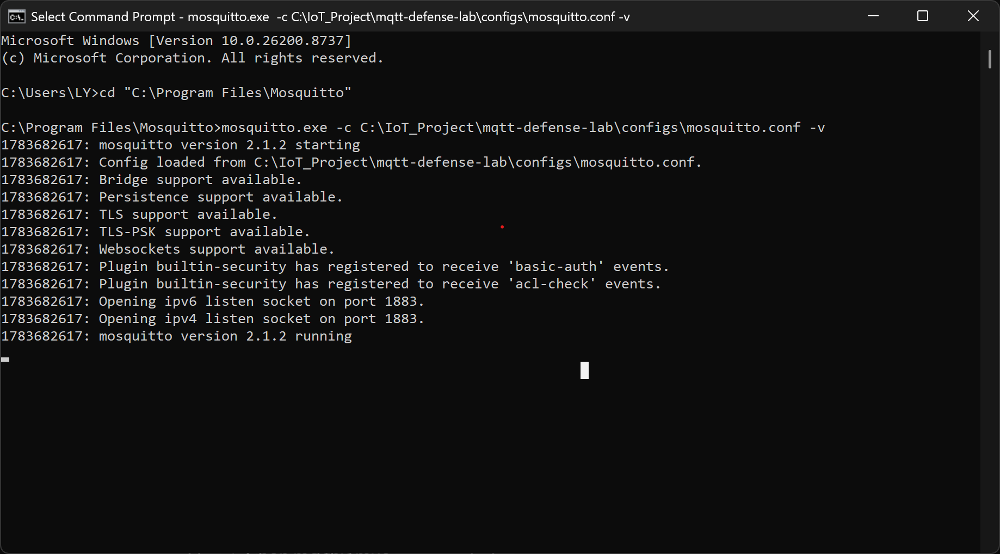 Select Command Prompt - mosquitto.exe  -c C:\IoT_Project\mqtt-defense-lab\configs\mosquitto.conf -v
Microsoft Windows [Version 10.0.26200.8737]
(c) Microsoft Corporation. All rights reserved.
C:\Users\LY>cd "C:\Program Files\Mosquitto"
C:\Program Files\Mosquitto>mosquitto.exe -c C:\IoT_Project\mqtt-defense-lab\configs\mosquitto.conf -v
1783682617: mosquitto version 2.1.2 starting
1783682617: Config loaded from C:\IoT_Project\mqtt-defense-lab\configs\mosquitto.conf.
1783682617: Bridge support available.
1783682617: Persistence support available.
1783682617: TLS support available.
1783682617: TLS-PSK support available.
1783682617: Websockets support available.
1783682617: Plugin builtin-security has registered to receive 'basic-auth' events.
1783682617: Plugin builtin-security has registered to receive 'acl-check' events.
1783682617: Opening ipv6 listen socket on port 1883.
1783682617: Opening ipv4 listen socket on port 1883.
1783682617: mosquitto version 2.1.2 running